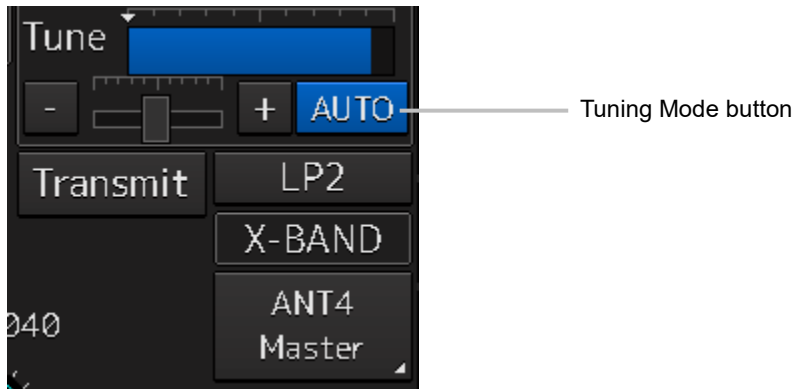 Tune
- + AUTO
Tuning Mode button
Transmit
LP2
X-BAND
040
ANT4
Master